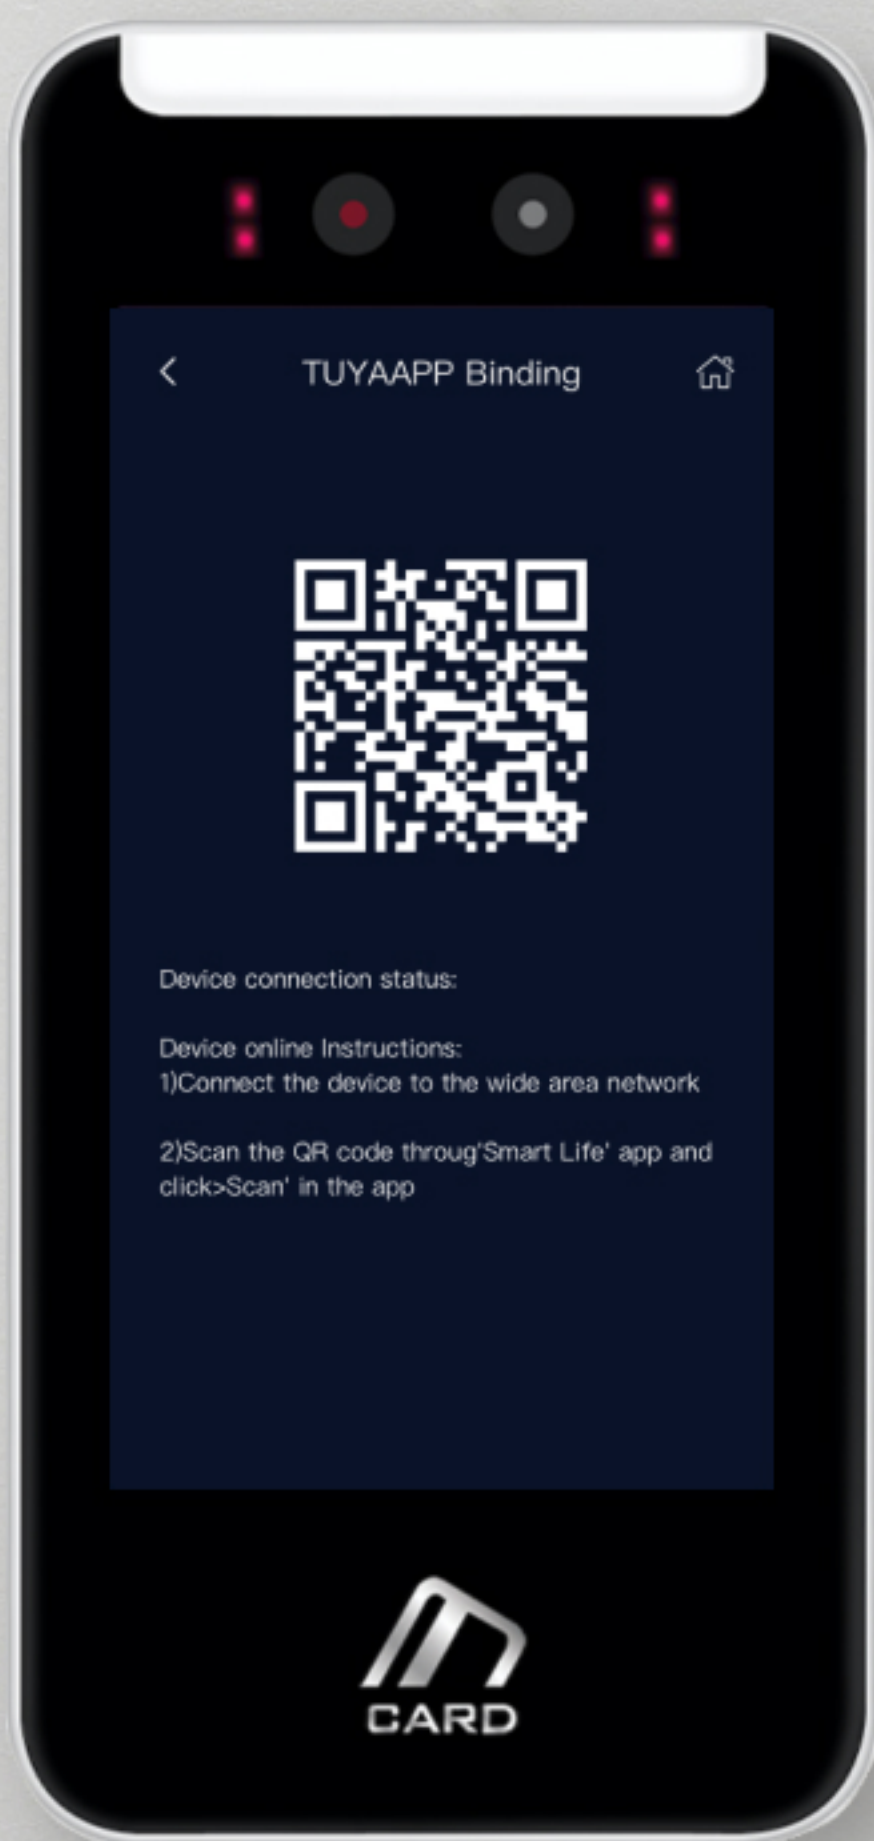 TUYAAPP Binding
Device connection status:
Device online Instructions:
1)Connect the device to the wide area network
2)Scan the QR code throug'Smart Life' app and
click>Scan' in the app
CARD